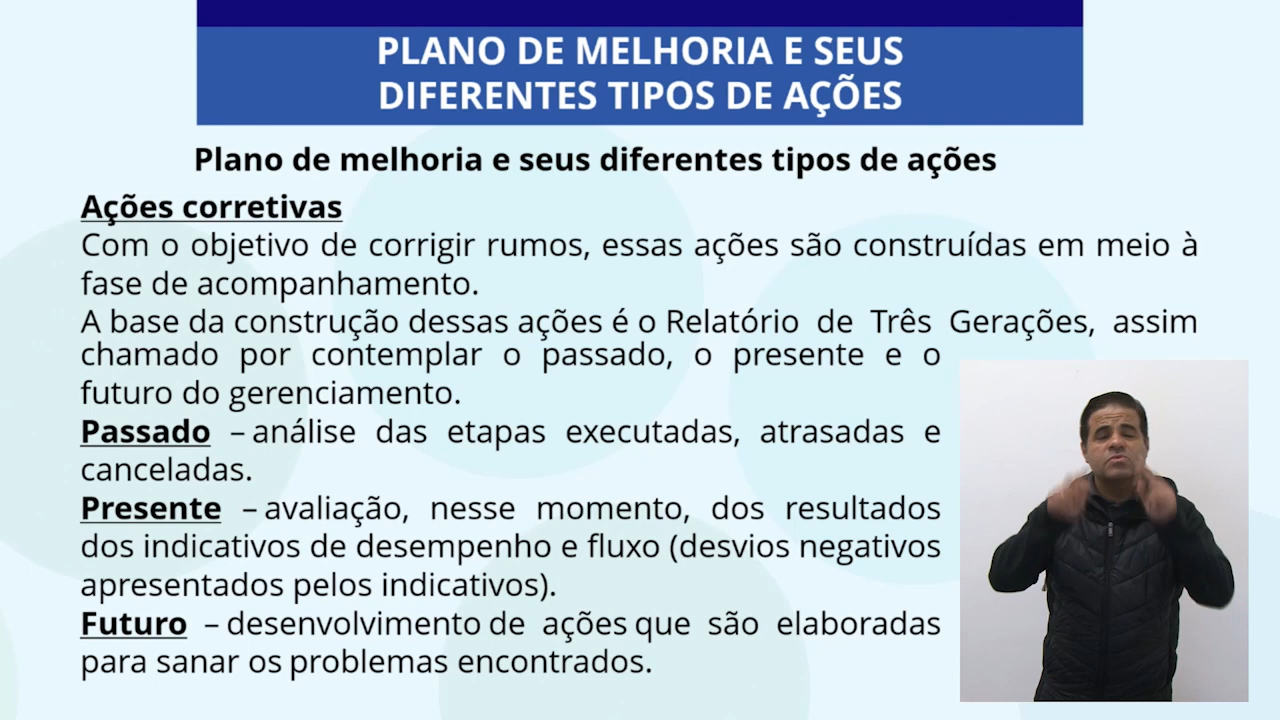 PLANO DE MELHORIA E SEUS
DIFERENTES TIPOS DE AÇÕES
Plano de melhoria e seus diferentes tipos de ações
Ações corretivas
Com o objetivo de corrigir rumos, essas ações são construídas em meio à
fase de acompanhamento.
A base da construção dessas ações é o Relatório de Três Gerações, assim
chamado por contemplar o passado, o presente e o
futuro do gerenciamento.
Passado – análise das etapas executadas, atrasadas e
canceladas.
Presente – avaliação, nesse momento, dos resultados
dos indicativos de desempenho e fluxo (desvios negativos
apresentados pelos indicativos).
Futuro – desenvolvimento de ações que são elaboradas
para sanar os problemas encontrados.